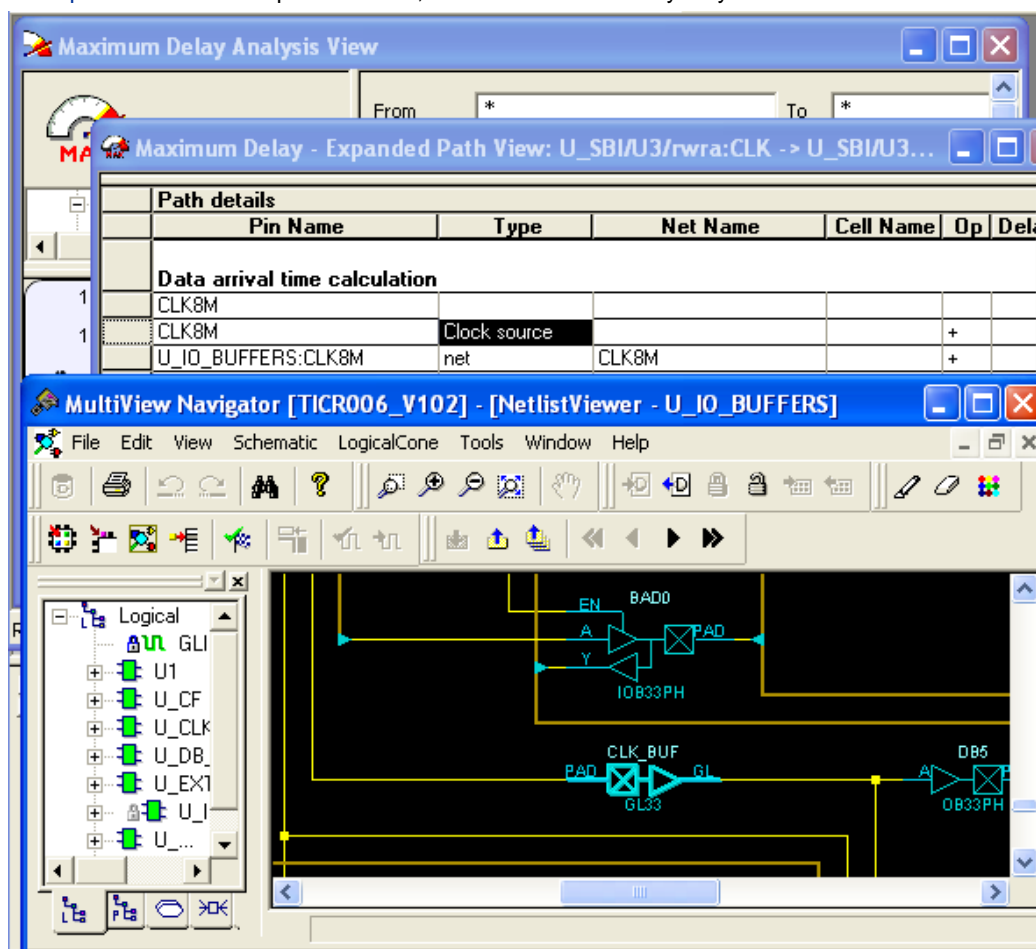 Maximum Delay Analysis View
From * To *
Maximum Delay - Expanded Path View: U_SBI/U3/rwra:CLK -> U_SBI/U3...
Path details
Pin Name Type Net Name Cell Name Op
Data arrival time calculation
CLK8M
CLK8M Clock source +
U_IO_BUFFERS:CLK8M net CLK8M +
1
1
MultiView Navigator [TICR006_V102] - [NetlistViewer - U_IO_BUFFERS]
File Edit View Schematic LogicalCone Tools Window Help
Logical
GLI
U1
U_CF
U_CLK
U_DB_
U_EXT
U_I
U_...
EN BAD0
A PAD
Y
IOB33PH
CLK_BUF DB5
PAD GL A
GL33 OB33PH